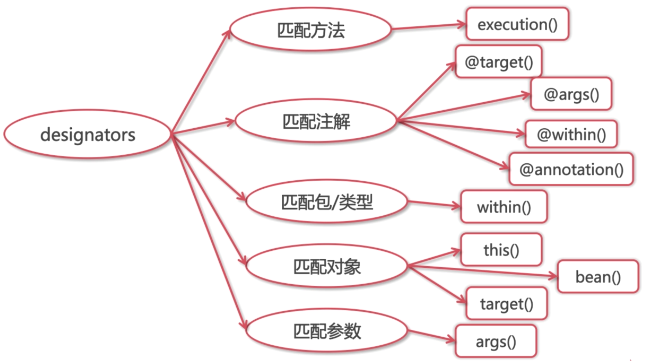 designators
匹配方法
execution()
匹配注解
@target()
@args()
@within()
@annotation()
匹配包/类型
within()
匹配对象
this()
bean()
target()
匹配参数
args()